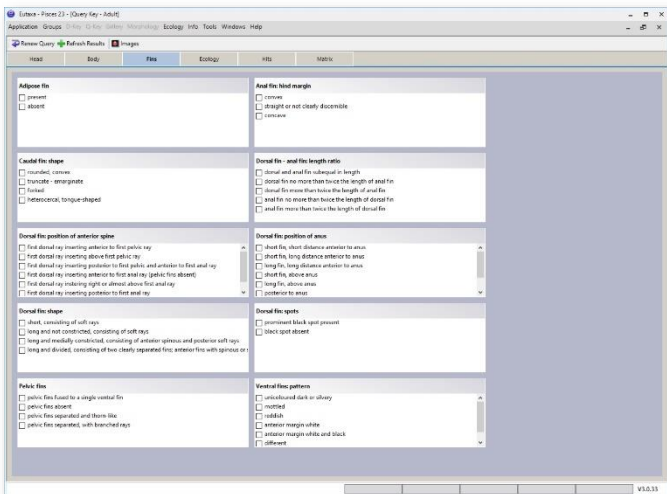 Eutaxa - Pisces 23 - [Query Key - Adult]
Application Groups D-Key Q-Key Gallery Morphology Ecology Info Tools Windows Help
Renew Query Refresh Results Images
Head Body Fins Ecology Hits Matrix
Adipose fin
present
absent
Anal fin: hind margin
convex
straight or not clearly discernible
concave
Caudal fin: shape
rounded, convex
truncate - emarginate
forked
heterocercal, tongue-shaped
Dorsal fin - anal fin: length ratio
dorsal and anal fin subequal in length
dorsal fin no more than twice the length of anal fin
dorsal fin more than twice the length of anal fin
anal fin no more than twice the length of dorsal fin
anal fin more than twice the length of dorsal fin
Dorsal fin: position of anterior spine
first dorsal ray inserting anterior to first pelvic ray
first dorsal ray inserting above first pelvic ray
first dorsal ray inserting posterior to first pelvic and anterior to first anal ray
first dorsal ray inserting anterior to first anal ray (pelvic fins absent)
first dorsal ray insering right or almost above first anal ray
first dorsal ray inserting posterior to first anal ray
Dorsal fin: position of anus
short fin, short distance anterior to anus
short fin, long distance anterior to anus
long fin, long distance anterior to anus
short fin, above anus
long fin, above anus
posterior to anus
Dorsal fin: shape
short, consisting of soft rays
long and not constricted, consisting of soft rays
long and medially constricted, consisting of anterior spinous and posterior soft rays
long and divided, consisting of two clearly separated fins; anterior fins with spinous or
Dorsal fin: spots
prominent black spot present
black spot absent
Pelvic fins
pelvic fins fused to a single ventral fin
pelvic fins absent
pelvic fins separated and thorn-like
pelvic fins separated, with branched rays
Ventral fins: pattern
unicoloured dark or silvery
mottled
reddish
anterior margin white
anterior margin white and black
different
V3.0.33